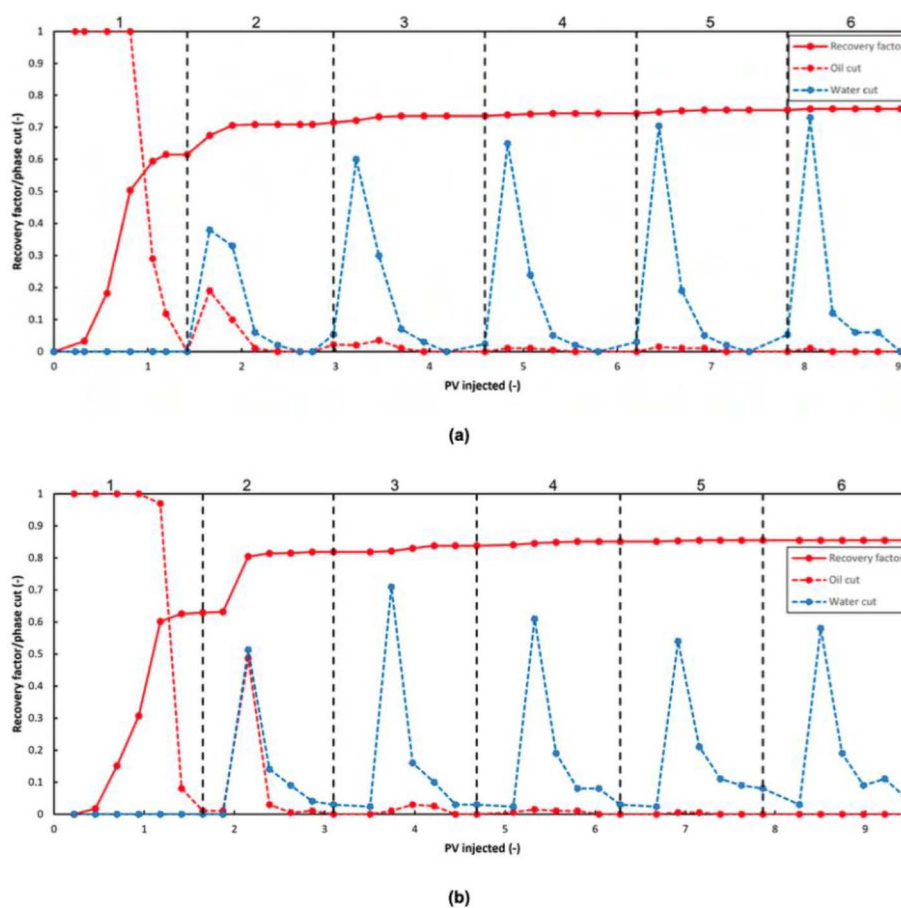 1 2 3 4 5 6
1
0.9
0.8
0.7
0.6
0.5
0.4
0.3
0.2
0.1
0
Recovery factor/phase cut (-)
Recovery factor
Oil cut
Water cut
0 1 2 3 4 5 6 7 8 9
PV injected (-)
(a)
1 2 3 4 5 6
1
0.9
0.8
0.7
0.6
0.5
0.4
0.3
0.2
0.1
0
Recovery factor/phase cut (-)
Recovery factor
Oil cut
Water cut
0 1 2 3 4 5 6 7 8 9
PV injected (-)
(b)